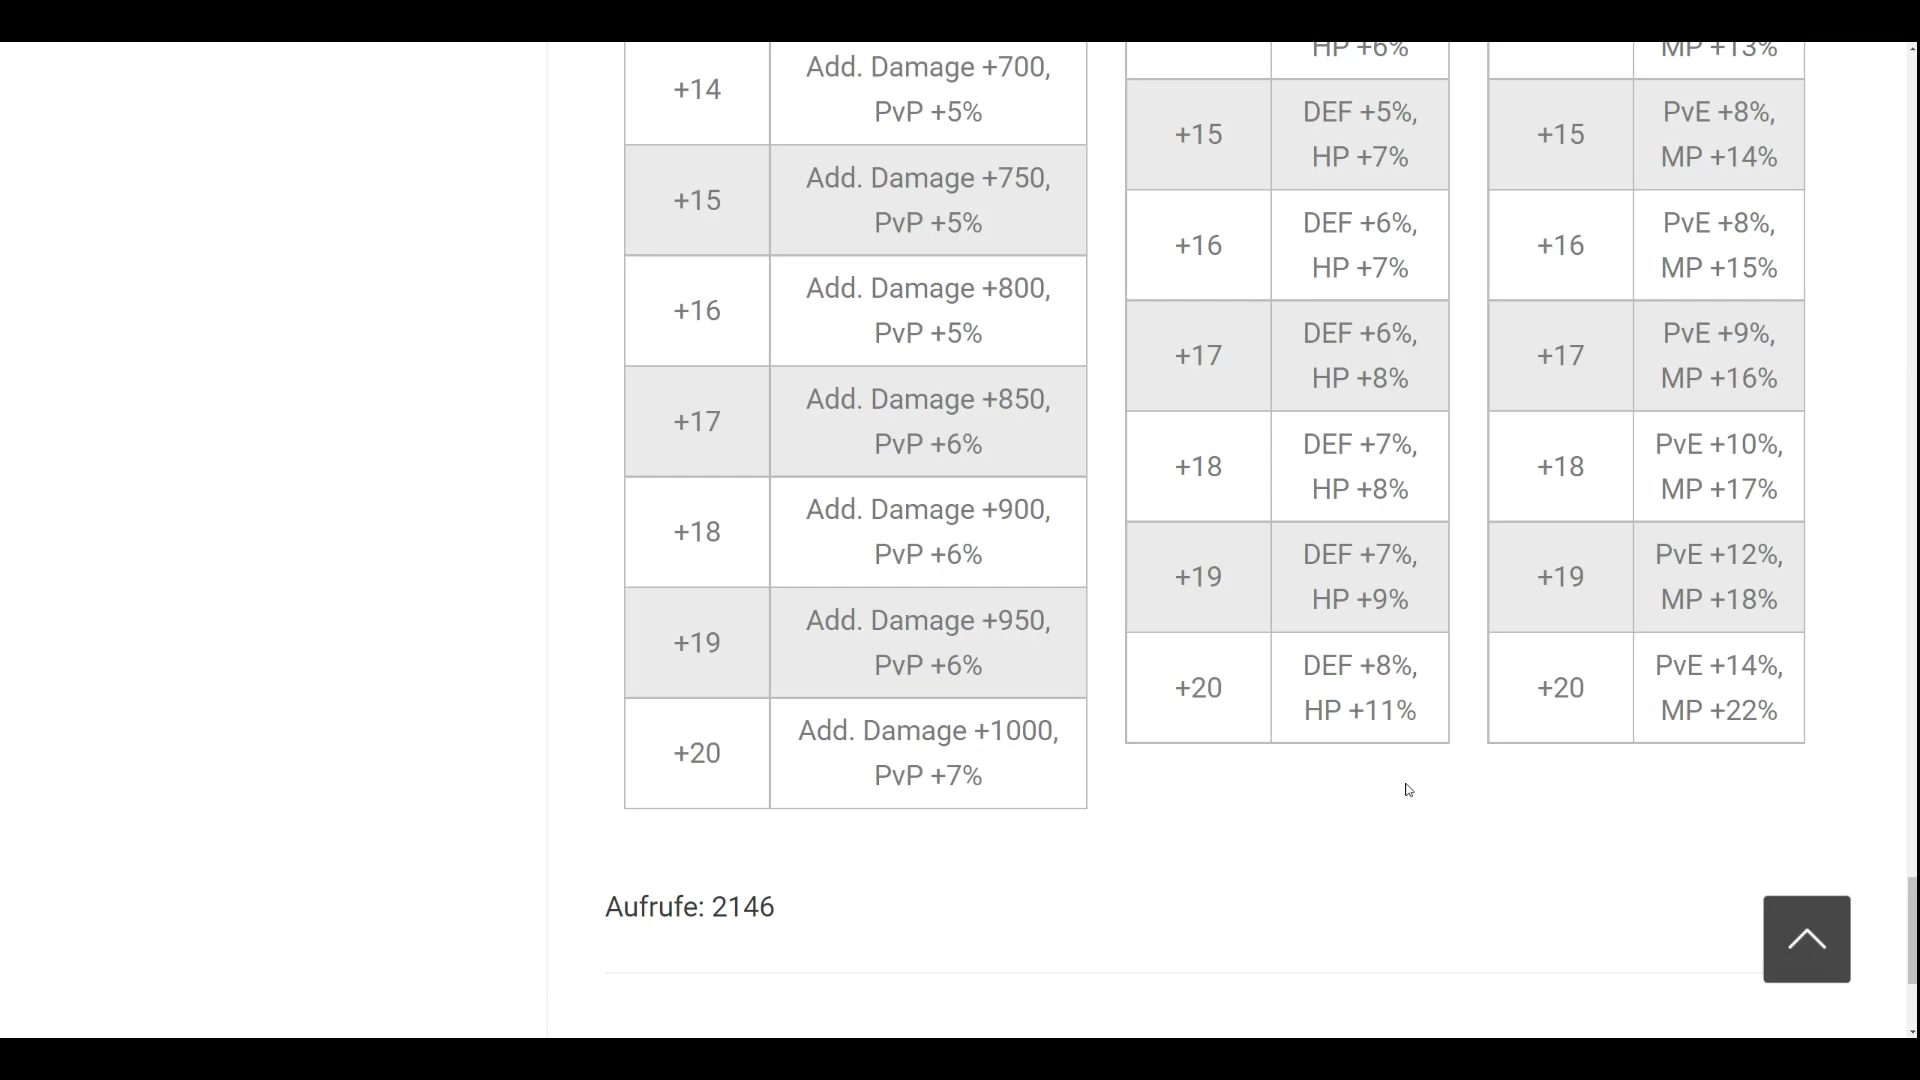 +14
Add. Damage +700,
PvP +5%
+15
Add. Damage +750,
PvP +5%
+16
Add. Damage +800,
PvP +5%
+17
Add. Damage +850,
PvP +6%
+18
Add. Damage +900,
PvP +6%
+19
Add. Damage +950,
PvP +6%
+20
Add. Damage +1000,
PvP +7%
HP +6%
+15
DEF +5%,
HP +7%
+16
DEF +6%,
HP +7%
+17
DEF +6%,
HP +8%
+18
DEF +7%,
HP +8%
+19
DEF +7%,
HP +9%
+20
DEF +8%,
HP +11%
MP +13%
+15
PvE +8%,
MP +14%
+16
PvE +8%,
MP +15%
+17
PvE +9%,
MP +16%
+18
PvE +10%,
MP +17%
+19
PvE +12%,
MP +18%
+20
PvE +14%,
MP +22%
Aufrufe: 2146